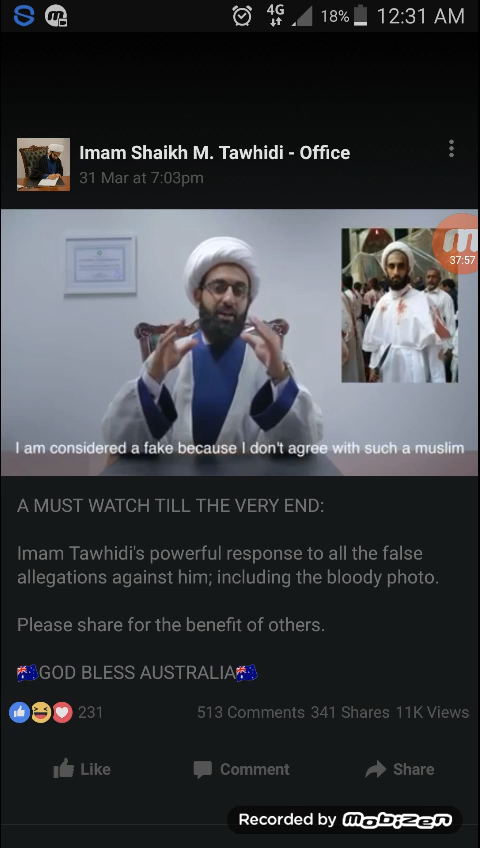 4G 18% 12:31 AM
Imam Shaikh M. Tawhidi - Office
31 Mar at 7:03pm
37:57
I am considered a fake because I don't agree with such a muslim
A MUST WATCH TILL THE VERY END:
Imam Tawhidi's powerful response to all the false
allegations against him; including the bloody photo.
Please share for the benefit of others.
GOD BLESS AUSTRALIA
231 513 Comments 341 Shares 11K Views
Like Comment Share
Recorded by Mobizen